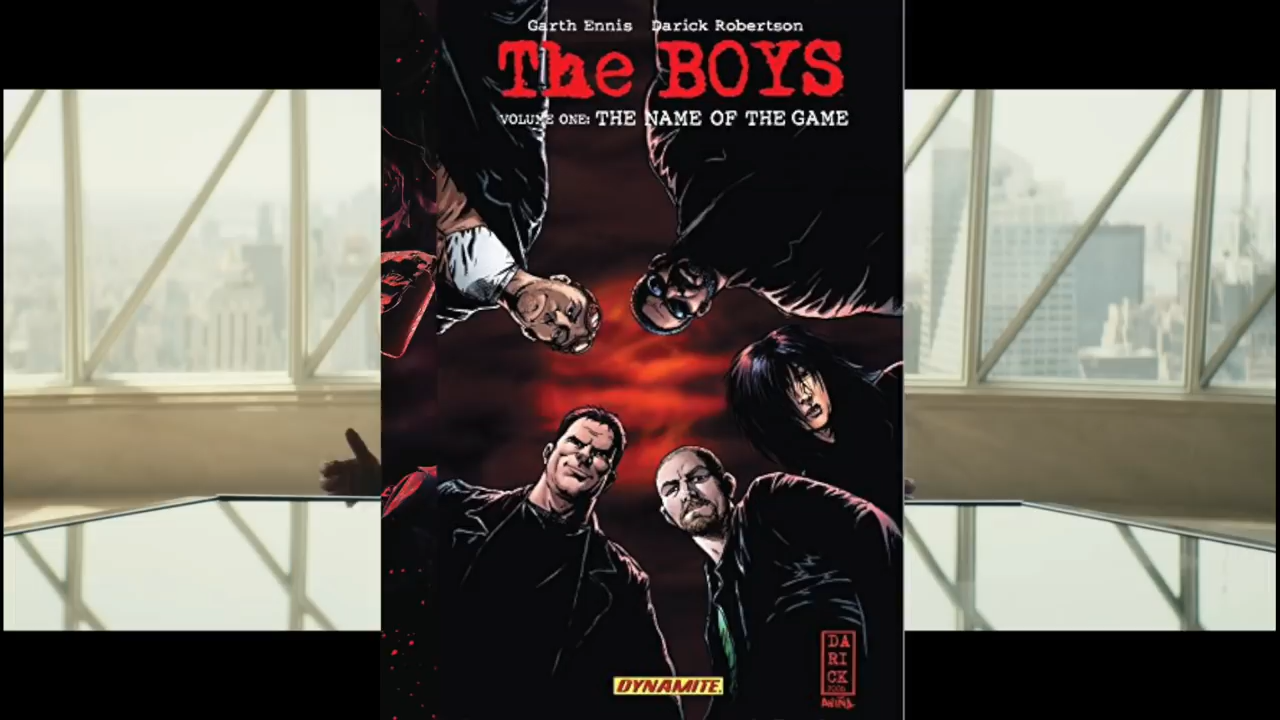 Garth Ennis Darick Robertson
The BOYS
VOLUME ONE: THE NAME OF THE GAME
DA
RI
CK
DYNAMITE.